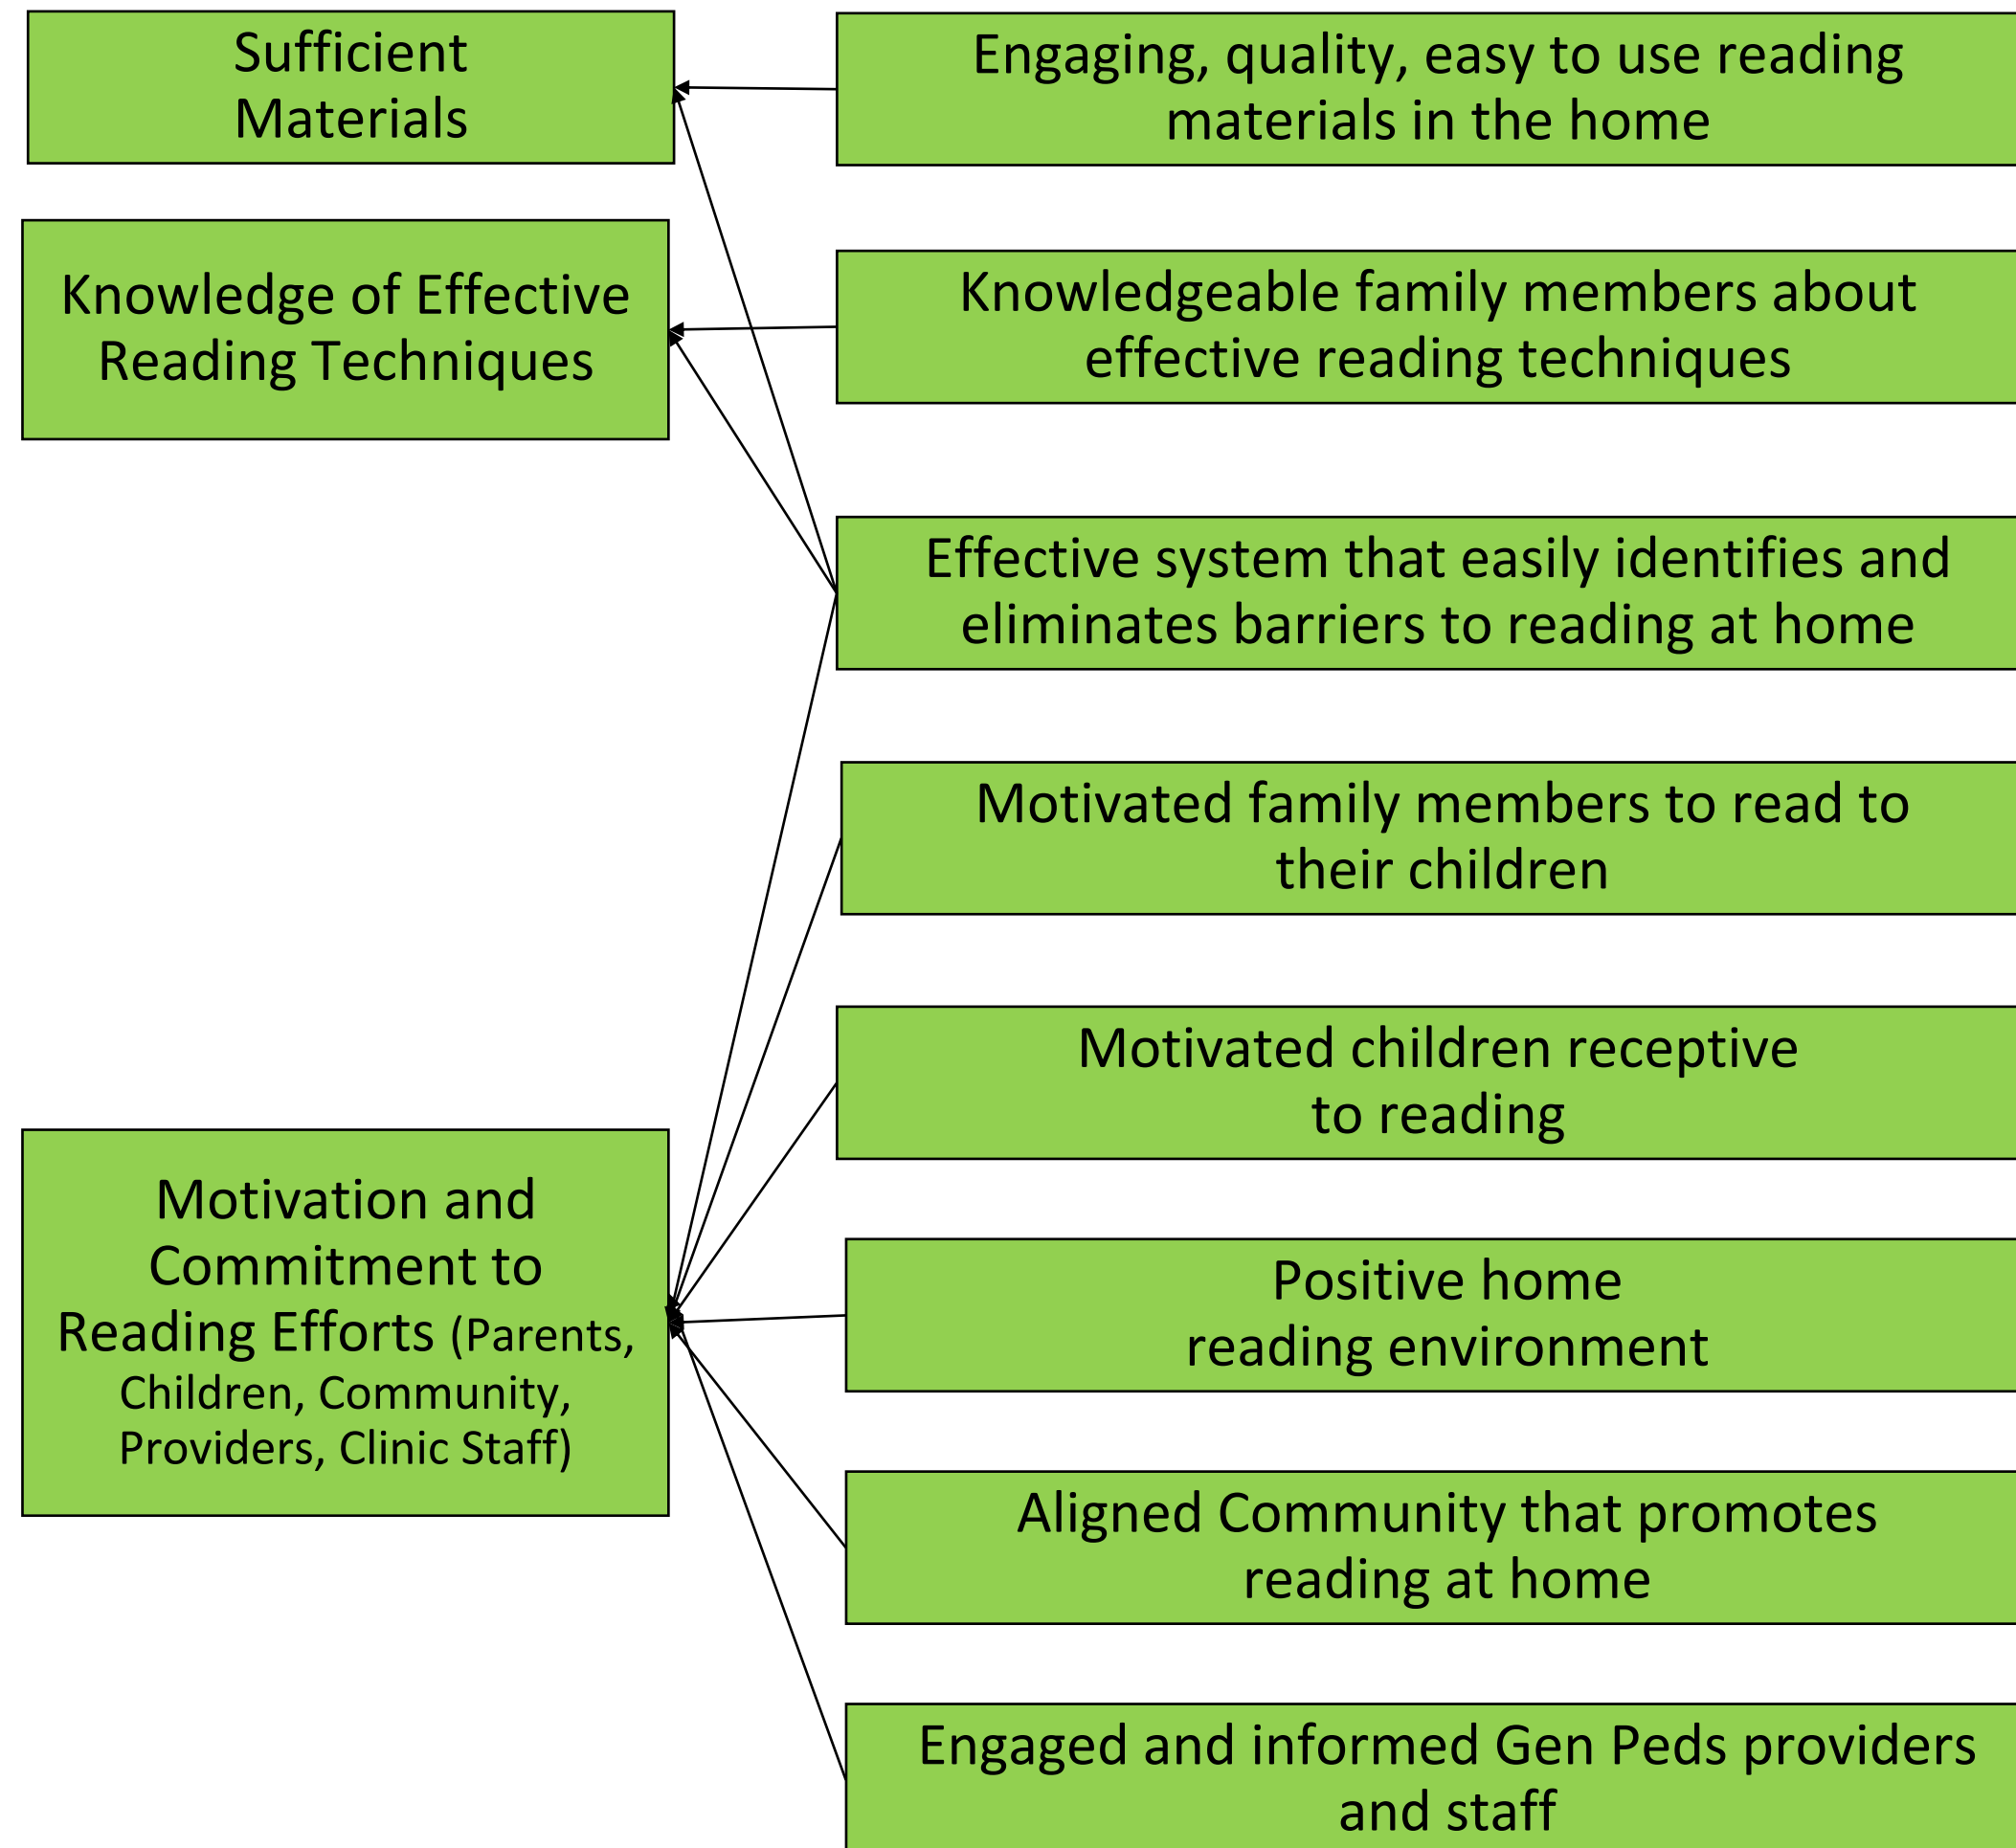 Sufficient
Materials
Engaging, quality, easy to use reading
materials in the home
Knowledge of Effective
Reading Techniques
Knowledgeable family members about
effective reading techniques
Effective system that easily identifies and
eliminates barriers to reading at home
Motivated family members to read to
their children
Motivated children receptive
to reading
Motivation and
Commitment to
Reading Efforts (Parents,
Children, Community,
Providers, Clinic Staff)
Positive home
reading environment
Aligned Community that promotes
reading at home
Engaged and informed Gen Peds providers
and staff